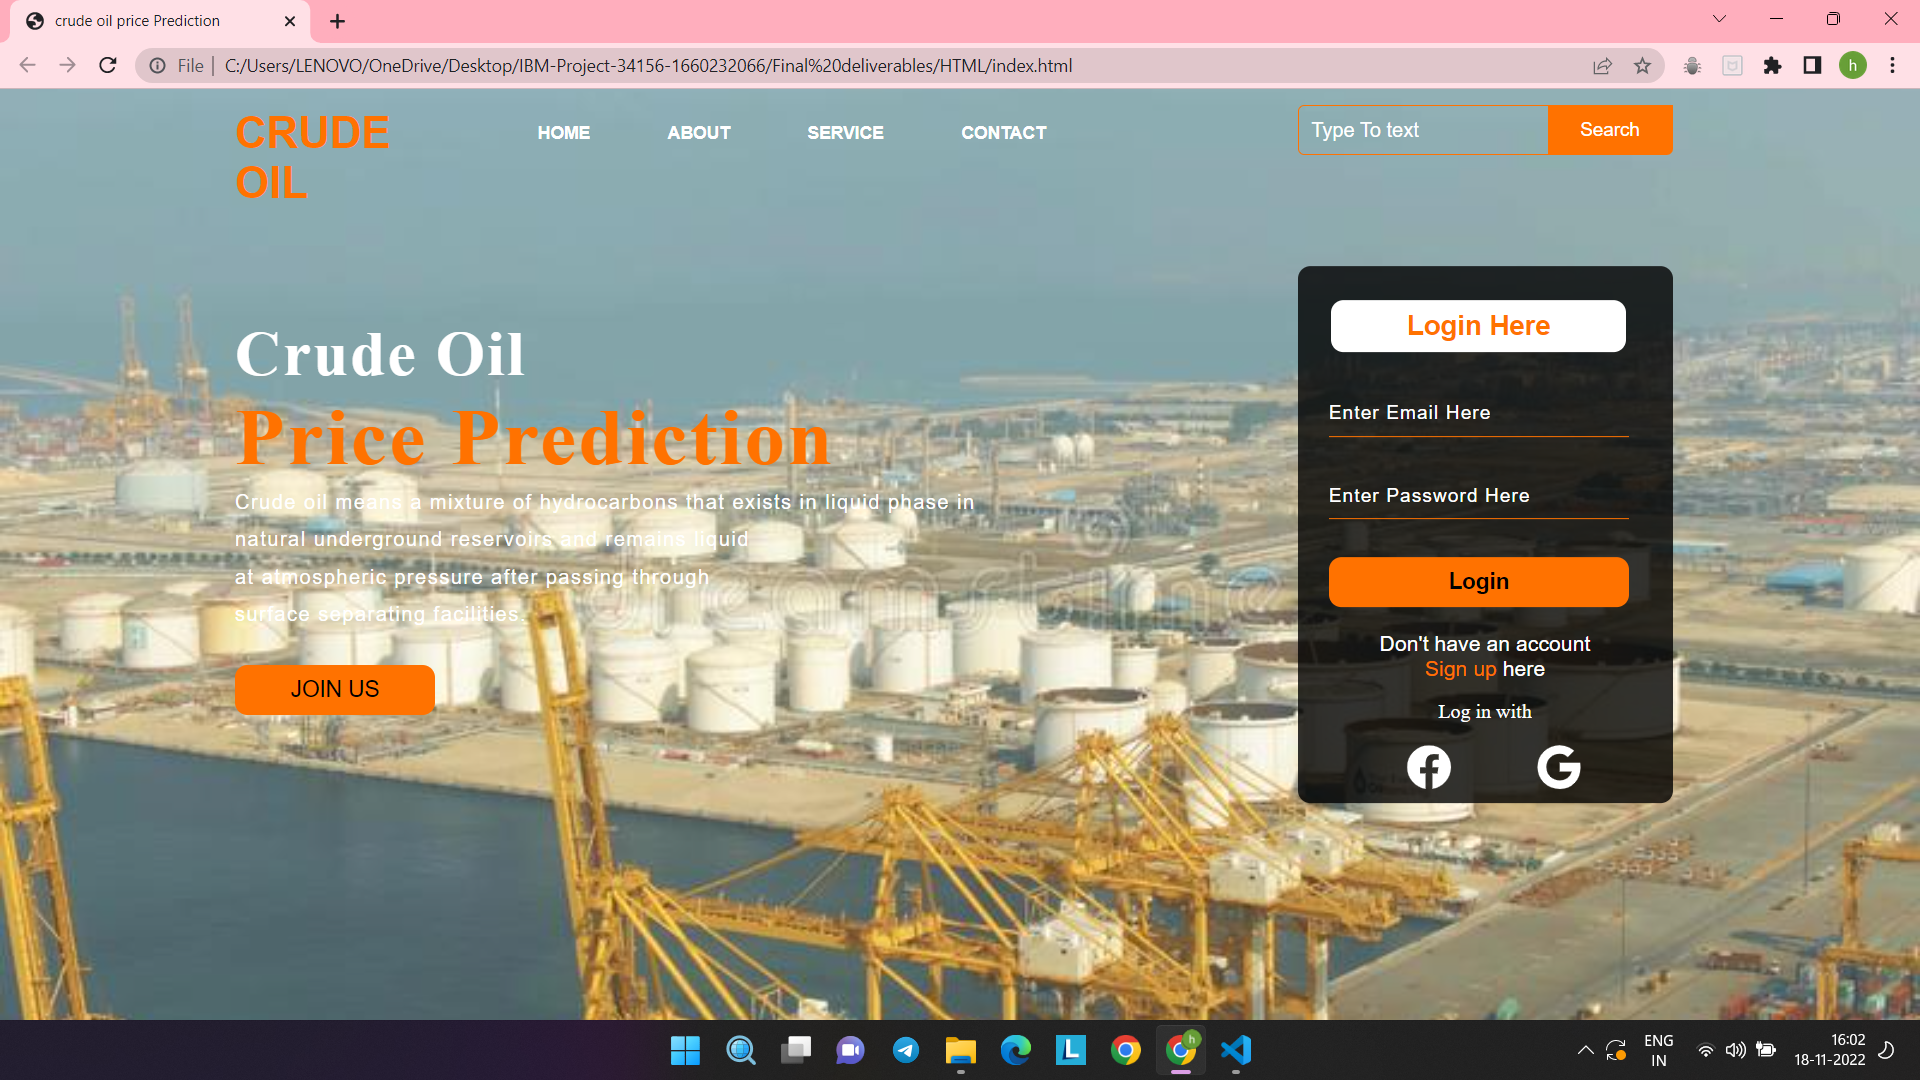 crude oil price Prediction
File | C:/Users/LENOVO/OneDrive/Desktop/IBM-Project-34156-1660232066/Final%20deliverables/HTML/index.html
h
CRUDE
OIL
HOME
ABOUT
SERVICE
CONTACT
Type To text
Search
Crude Oil
Price Prediction
Crude oil means a mixture of hydrocarbons that exists in liquid phase in
natural underground reservoirs and remains liquid
at atmospheric pressure after passing through
surface separating facilities.
JOIN US
Login Here
Enter Email Here
Enter Password Here
Login
Don't have an account
Sign up here
Log in with
dreamstime
L
h
ENG
IN
16:02
18-11-2022